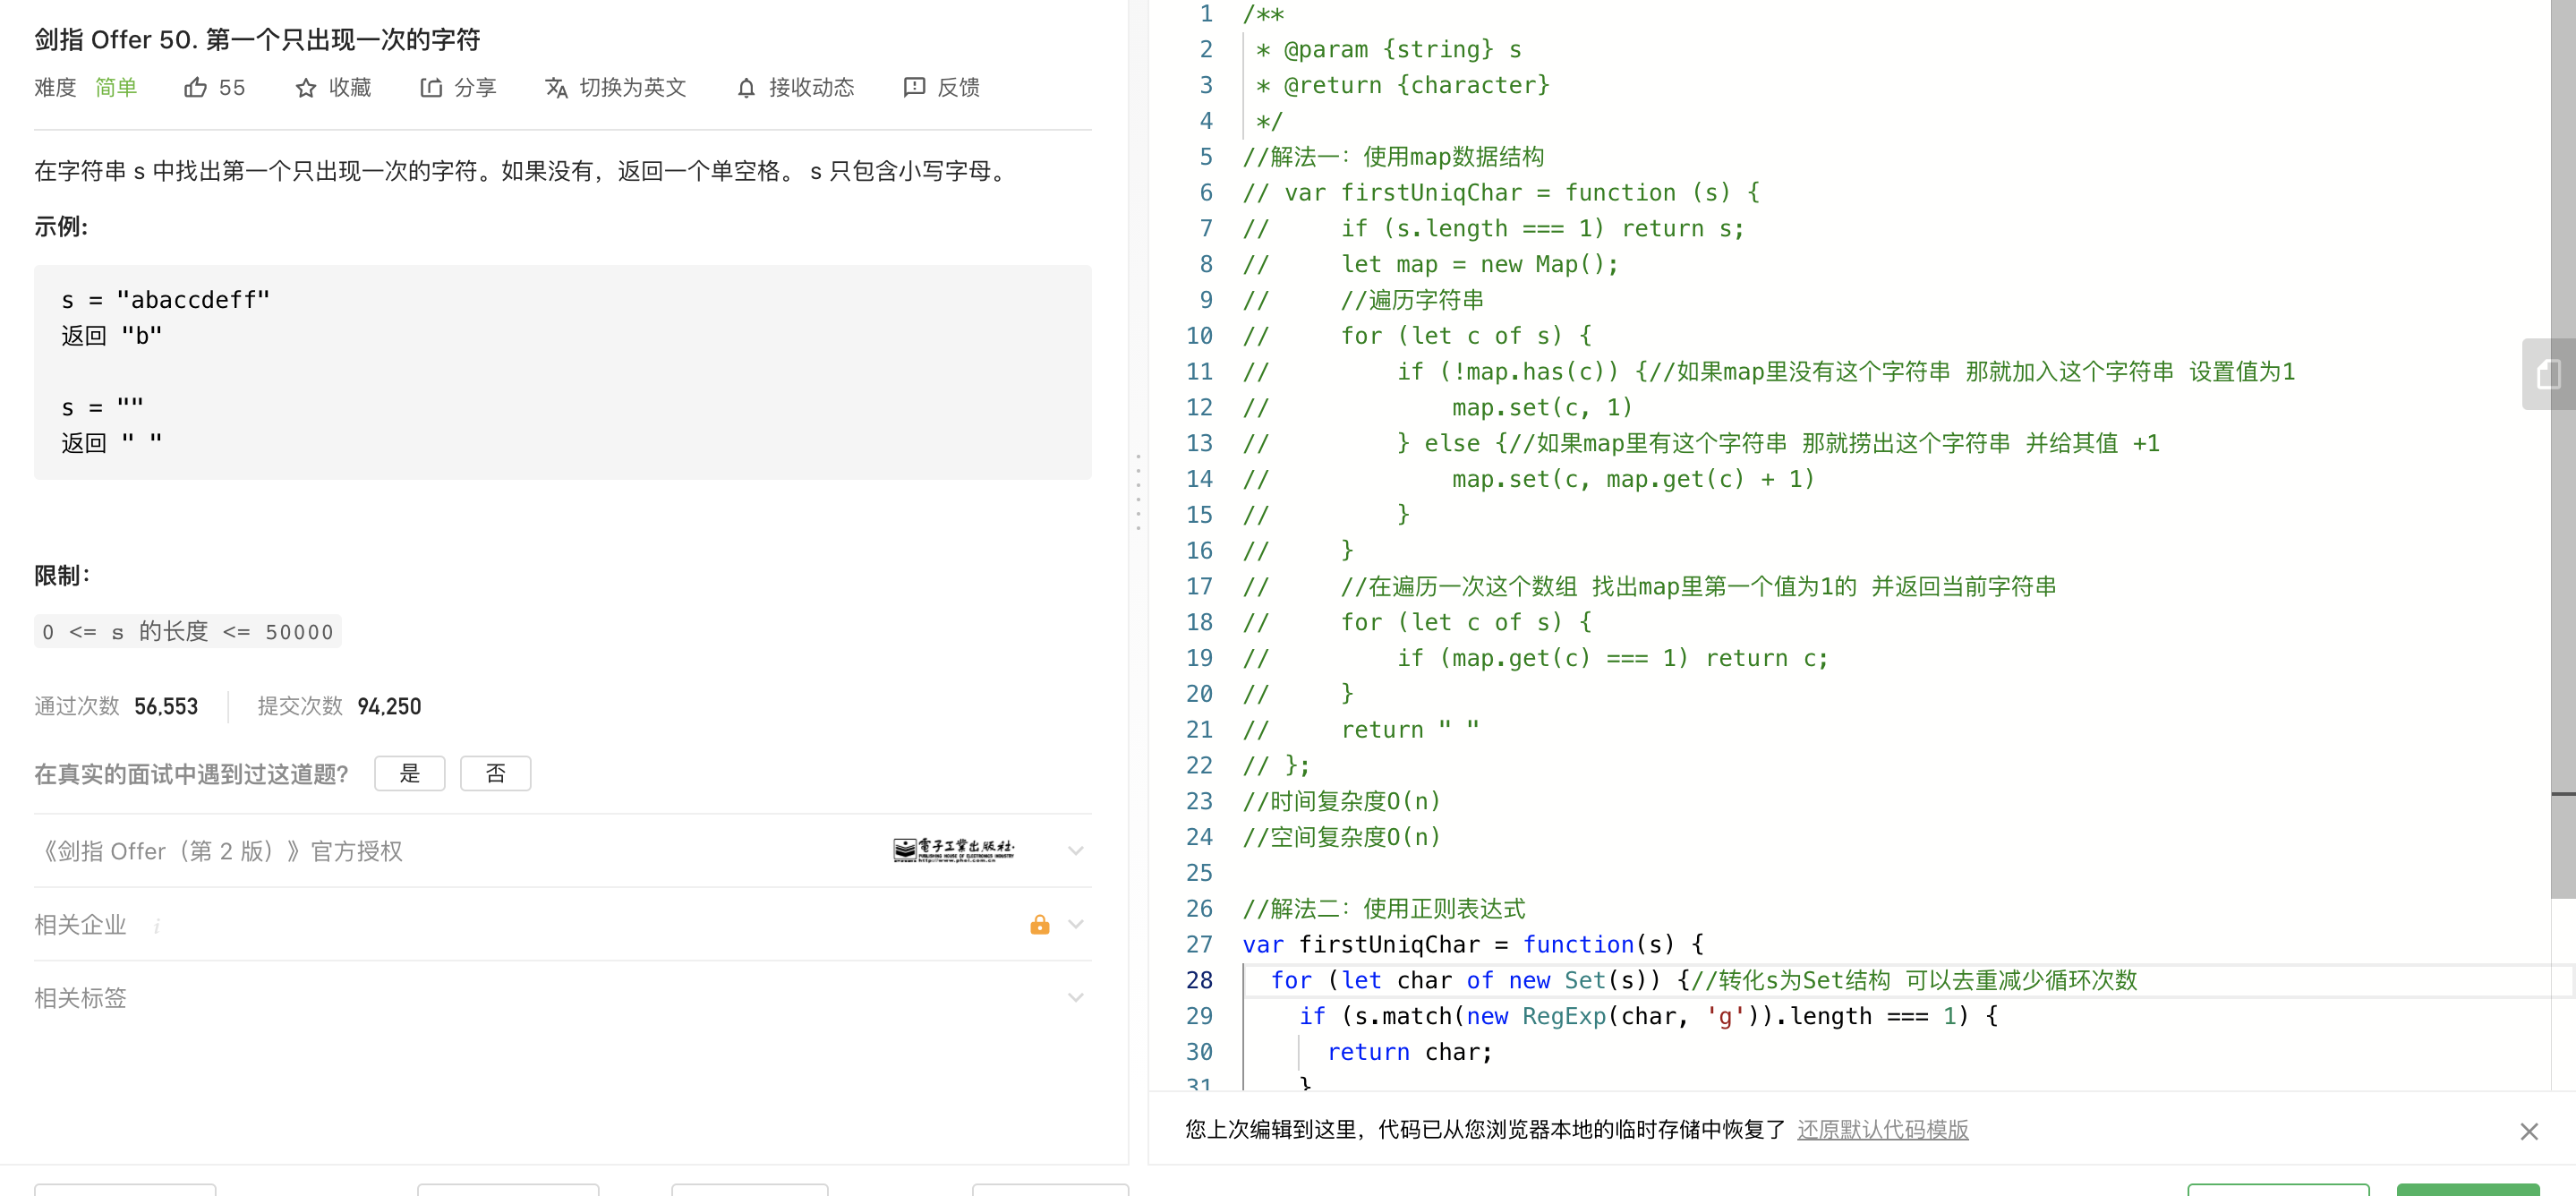 剑指 Offer 50. 第一个只出现一次的字符
难度 简单 55 收藏 分享 切换为英文 接收动态 反馈
在字符串 s 中找出第一个只出现一次的字符。如果没有，返回一个单空格。 s 只包含小写字母。
示例:
s = "abaccdeff"
返回 "b"
s = ""
返回 " "
限制：
0 <= s 的长度 <= 50000
通过次数 56,553 提交次数 94,250
在真实的面试中遇到过这道题? 是 否
《剑指 Offer（第 2 版）》官方授权
電子工業出版社·
PUBLISHING HOUSE OF ELECTRONICS INDUSTRY
http://www.phei.com.cn
相关企业 i
相关标签
1 /**
2 * @param {string} s
3 * @return {character}
4 */
5 //解法一：使用map数据结构
6 // var firstUniqChar = function (s) {
7 // if (s.length === 1) return s;
8 // let map = new Map();
9 // //遍历字符串
10 // for (let c of s) {
11 // if (!map.has(c)) {//如果map里没有这个字符串 那就加入这个字符串 设置值为1
12 // map.set(c, 1)
13 // } else {//如果map里有这个字符串 那就捞出这个字符串 并给其值 +1
14 // map.set(c, map.get(c) + 1)
15 // }
16 // }
17 // //在遍历一次这个数组 找出map里第一个值为1的 并返回当前字符串
18 // for (let c of s) {
19 // if (map.get(c) === 1) return c;
20 // }
21 // return " "
22 // };
23 //时间复杂度O(n)
24 //空间复杂度O(n)
25
26 //解法二：使用正则表达式
27 var firstUniqChar = function(s) {
28 for (let char of new Set(s)) {//转化s为Set结构 可以去重减少循环次数
29 if (s.match(new RegExp(char, 'g')).length === 1) {
30 return char;
31 }
您上次编辑到这里，代码已从您浏览器本地的临时存储中恢复了 还原默认代码模版